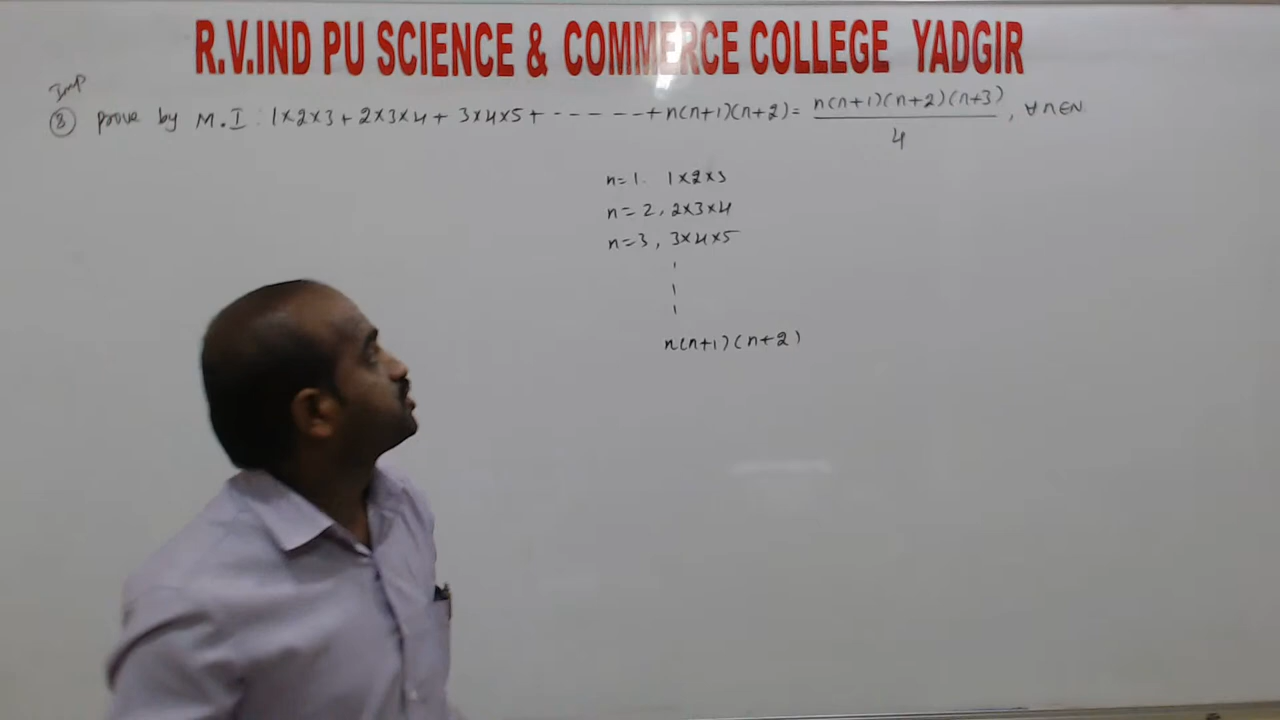 R.V.IND PU SCIENCE & COMMERCE COLLEGE YADGIR
Imp
8 prove by M.I : 1×2×3 + 2×3×4 + 3×4×5 + - - - - - - + n(n+1)(n+2) = n(n+1)(n+2)(n+3) / 4 , ∀ n∈N
n=1. 1×2×3
n=2, 2×3×4
n=3, 3×4×5
n(n+1)(n+2)